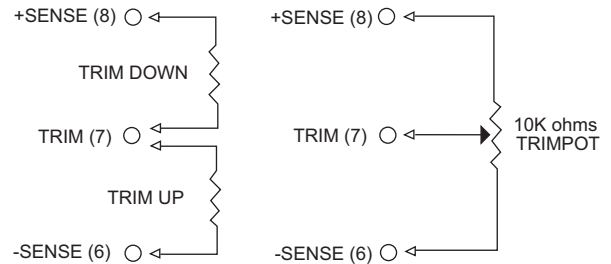 +SENSE (8)
TRIM DOWN
TRIM (7)
TRIM UP
-SENSE (6)
+SENSE (8)
TRIM (7)
10K ohms
TRIMPOT
-SENSE (6)